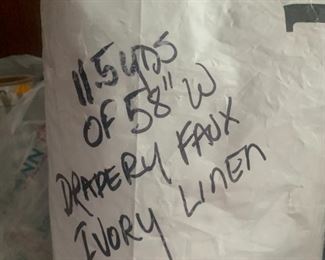 11.5 YDS
OF 58" W
DRAPERY FAUX
IVORY LINEN